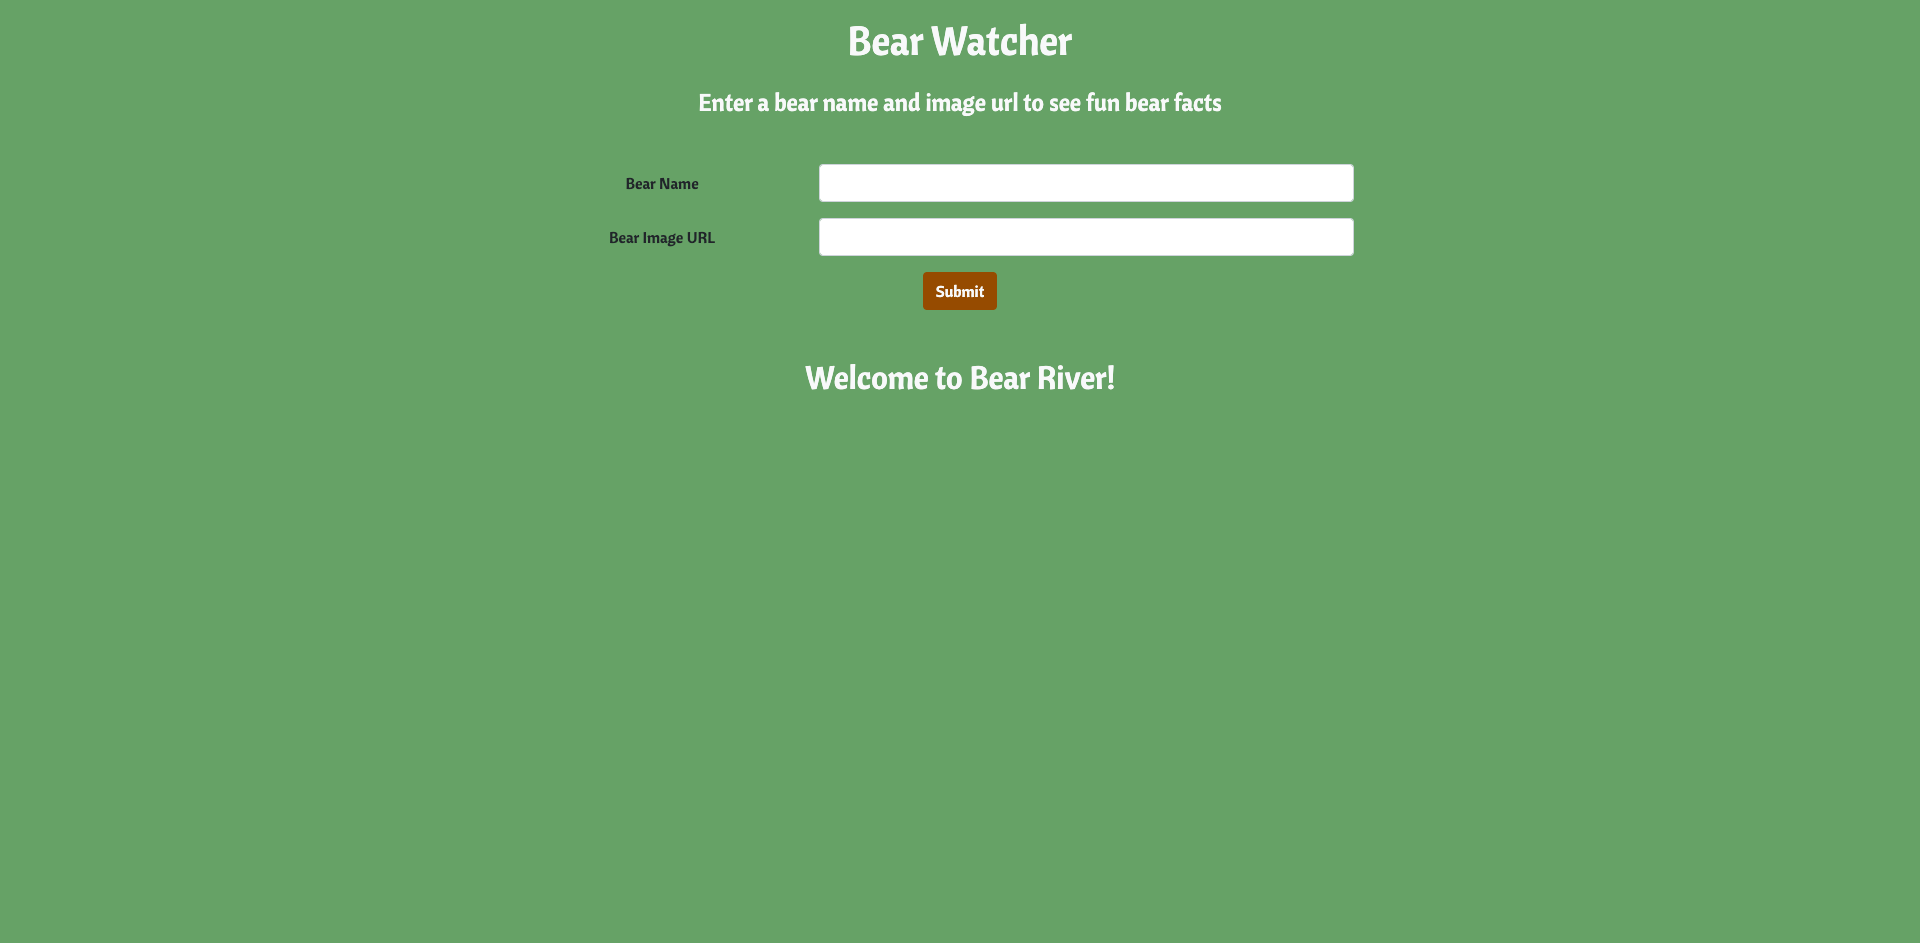 Bear Watcher
Enter a bear name and image url to see fun bear facts
Bear Name
Bear Image URL
Submit
Welcome to Bear River!